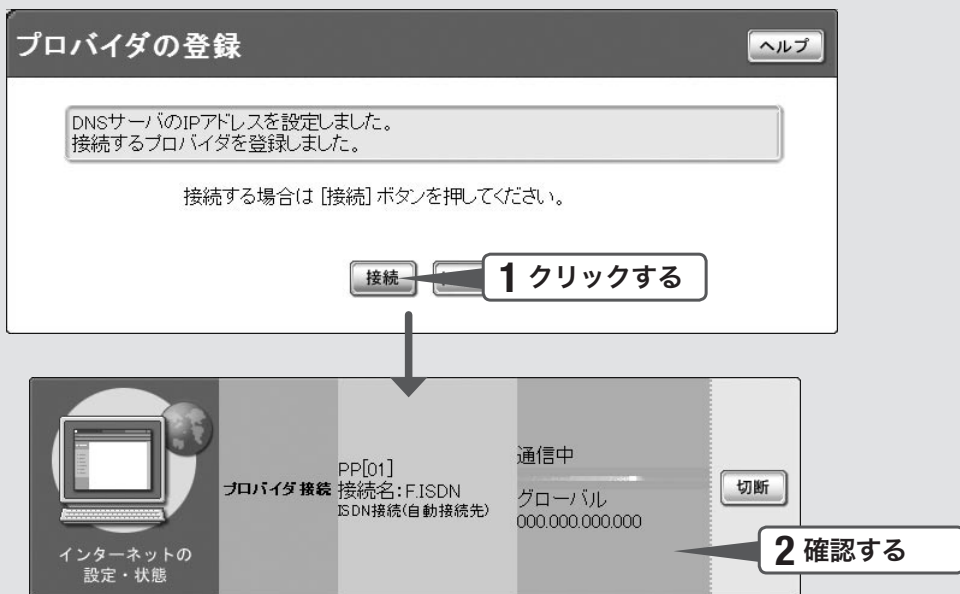 プロバイダの登録
ヘルプ
DNSサーバのIPアドレスを設定しました。
接続するプロバイダを登録しました。
接続する場合は [接続] ボタンを押してください。
接続
1 クリックする
インターネットの
設定・状態
プロバイダ接続
PP[01]
接続名:F.ISDN
ISDN接続(自動接続先)
通信中
グローバル
000.000.000.000
切断
2 確認する